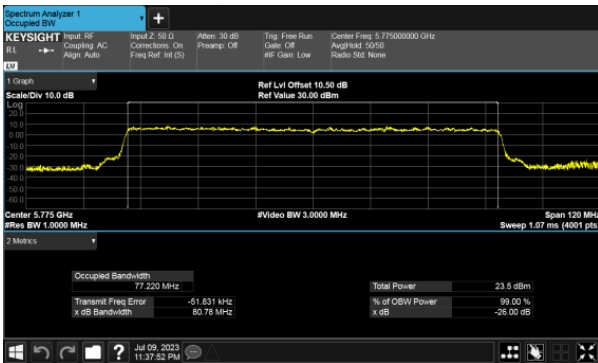 Spectrum Analyzer 1
Occupied BW
+
KEYSIGHT
Input: RF
Input Z: 50 Ω
Atten: 30 dB
Trig: Free Run
Center Freq: 5.775000000 GHz
RL
Coupling: AC
Corrections: On
Preamp: Off
Gate: Off
Avg|Hold: 50/50
Align: Auto
Freq Ref: Int (S)
#IF Gain: Low
Radio Std: None
LXI
1 Graph
Ref Lvl Offset 10.50 dB
Scale/Div 10.0 dB
Ref Value 30.00 dBm
Log
20.0
10.0
0.00
-10.0
-20.0
-30.0
-40.0
-50.0
-60.0
Center 5.775 GHz
#Video BW 3.0000 MHz
Span 120 MHz
#Res BW 1.0000 MHz
Sweep 1.07 ms (4001 pts
2 Metrics
Occupied Bandwidth
77.220 MHz
Total Power
23.5 dBm
Transmit Freq Error
-51.831 kHz
% of OBW Power
99.00 %
x dB Bandwidth
80.78 MHz
x dB
-26.00 dB
?
Jul 09, 2023
11:37:52 PM